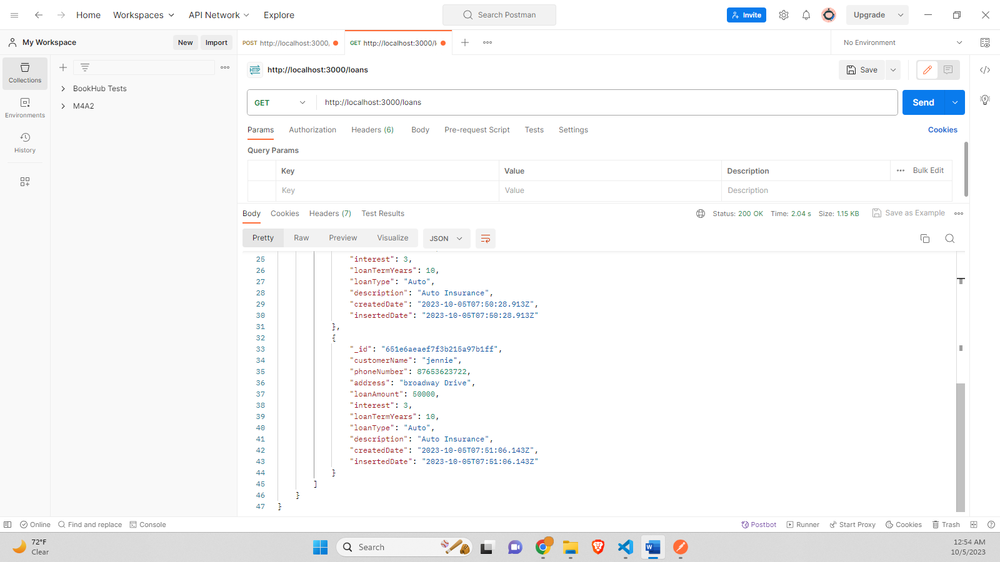 Home
Workspaces
API Network
Explore
Search Postman
Invite
Upgrade
My Workspace
New
Import
POST http://localhost:3000/
GET http://localhost:3000/l
No Environment
Collections
Environments
History
BookHub Tests
M4A2
HTTP
http://localhost:3000/loans
Save
GET
http://localhost:3000/loans
Send
Params
Authorization
Headers (6)
Body
Pre-request Script
Tests
Settings
Cookies
Query Params
Key
Value
Description
Bulk Edit
Key
Value
Description
Body
Cookies
Headers (7)
Test Results
Status: 200 OK
Time: 2.04 s
Size: 1.15 KB
Save as Example
Pretty
Raw
Preview
Visualize
JSON
25 "interest": 3,
26 "loanTermYears": 10,
27 "loanType": "Auto",
28 "description": "Auto Insurance",
29 "createdDate": "2023-10-05T07:50:28.913Z",
30 "insertedDate": "2023-10-05T07:50:28.913Z"
31 },
32 {
33 "_id": "651e6aeaef7f3b215a97b1ff",
34 "customerName": "jennie",
35 "phoneNumber": 87653623722,
36 "address": "broadway Drive",
37 "loanAmount": 50000,
38 "interest": 3,
39 "loanTermYears": 10,
40 "loanType": "Auto",
41 "description": "Auto Insurance",
42 "createdDate": "2023-10-05T07:51:06.143Z",
43 "insertedDate": "2023-10-05T07:51:06.143Z"
44 }
45 ]
46 }
47 }
Online
Find and replace
Console
Postbot
Runner
Start Proxy
Cookies
Trash
72°F
Clear
Search
12:54 AM
10/5/2023